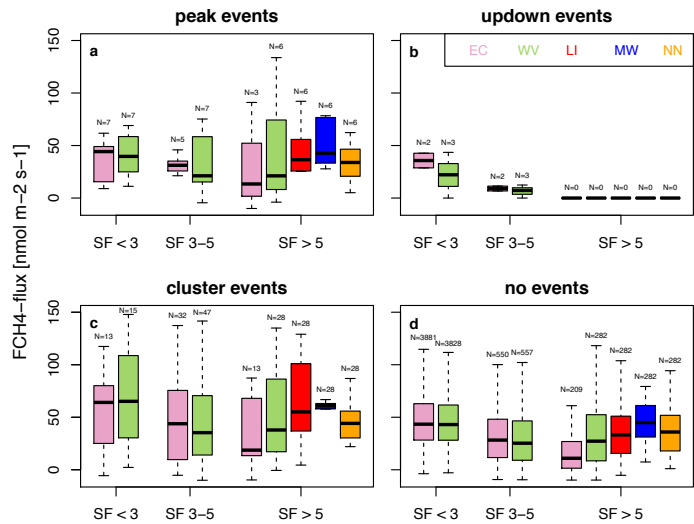 peak events
updown events
FCH4−flux [nmol m−2 s−1]
150
100
50
0
a
N=7
N=7
N=5
N=7
N=3
N=6
N=6
N=6
N=6
SF < 3
SF 3−5
SF > 5
b
EC
WV
LI
MW
NN
N=2
N=3
N=2
N=3
N=0
N=0
N=0
N=0
N=0
SF < 3
SF 3−5
SF > 5
cluster events
no events
150
100
50
0
c
N=13
N=15
N=32
N=47
N=13
N=28
N=28
N=28
N=28
SF < 3
SF 3−5
SF > 5
d
N=3881
N=3828
N=550
N=557
N=209
N=282
N=282
N=282
N=282
SF < 3
SF 3−5
SF > 5